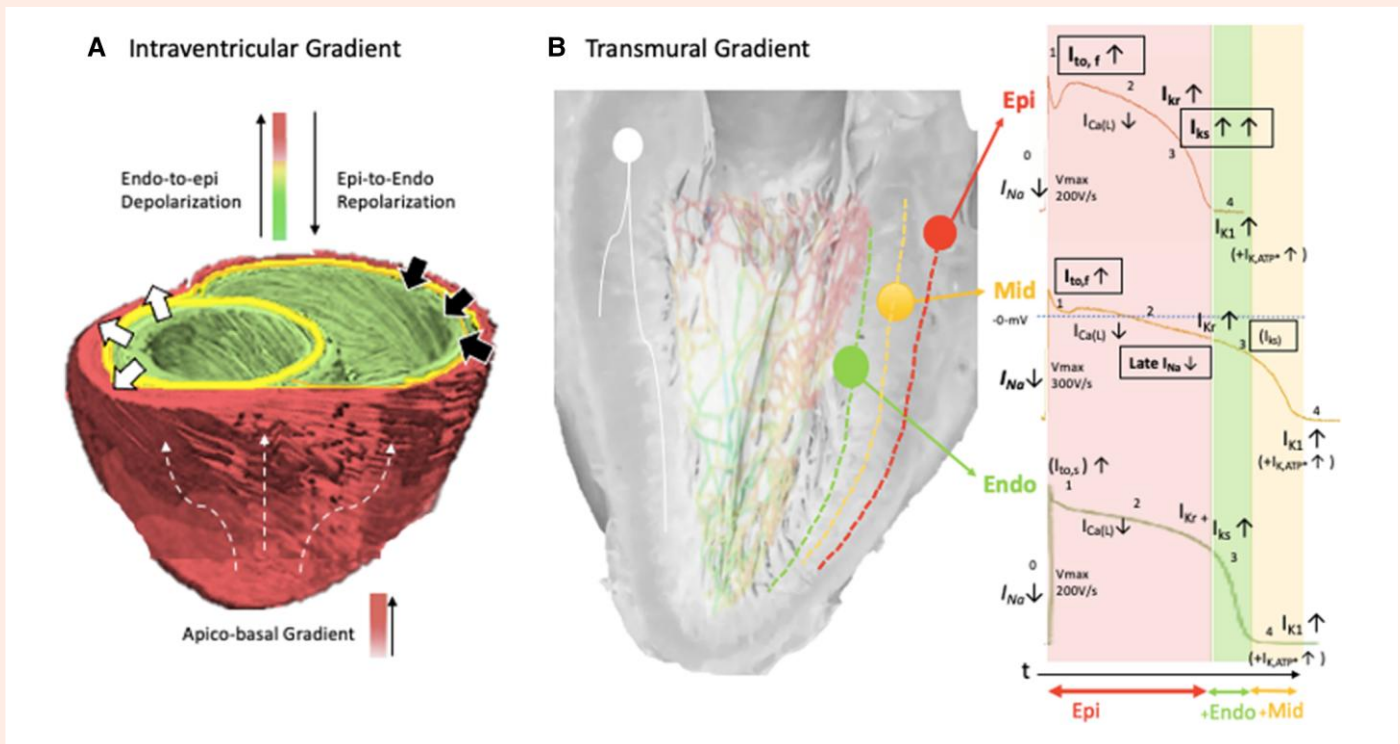 A Intraventricular Gradient
Endo-to-epi
Depolarization
Epi-to-Endo
Repolarization
Apico-basal Gradient
B Transmural Gradient
Epi
Mid
Endo
1
Ito, f ↑
2
Ikr ↑
ICa(L) ↓
Iks ↑ ↑
0
3
INa ↓
Vmax
200V/s
4
IK1 ↑
(+IK,ATP* ↑ )
Ito,f ↑
1
2
-0-mV
IKr ↑
ICa(L) ↓
3
(Iks)
Late INa ↓
INa ↓
Vmax
300V/s
4
IK1 ↑
(+IK,ATP* ↑ )
(Ito,s) ↑
1
2
IKr +
Iks ↑
ICa(L) ↓
3
0
Vmax
200V/s
INa ↓
4
IK1 ↑
(+IK,ATP* ↑ )
t
Epi
+Endo
+Mid